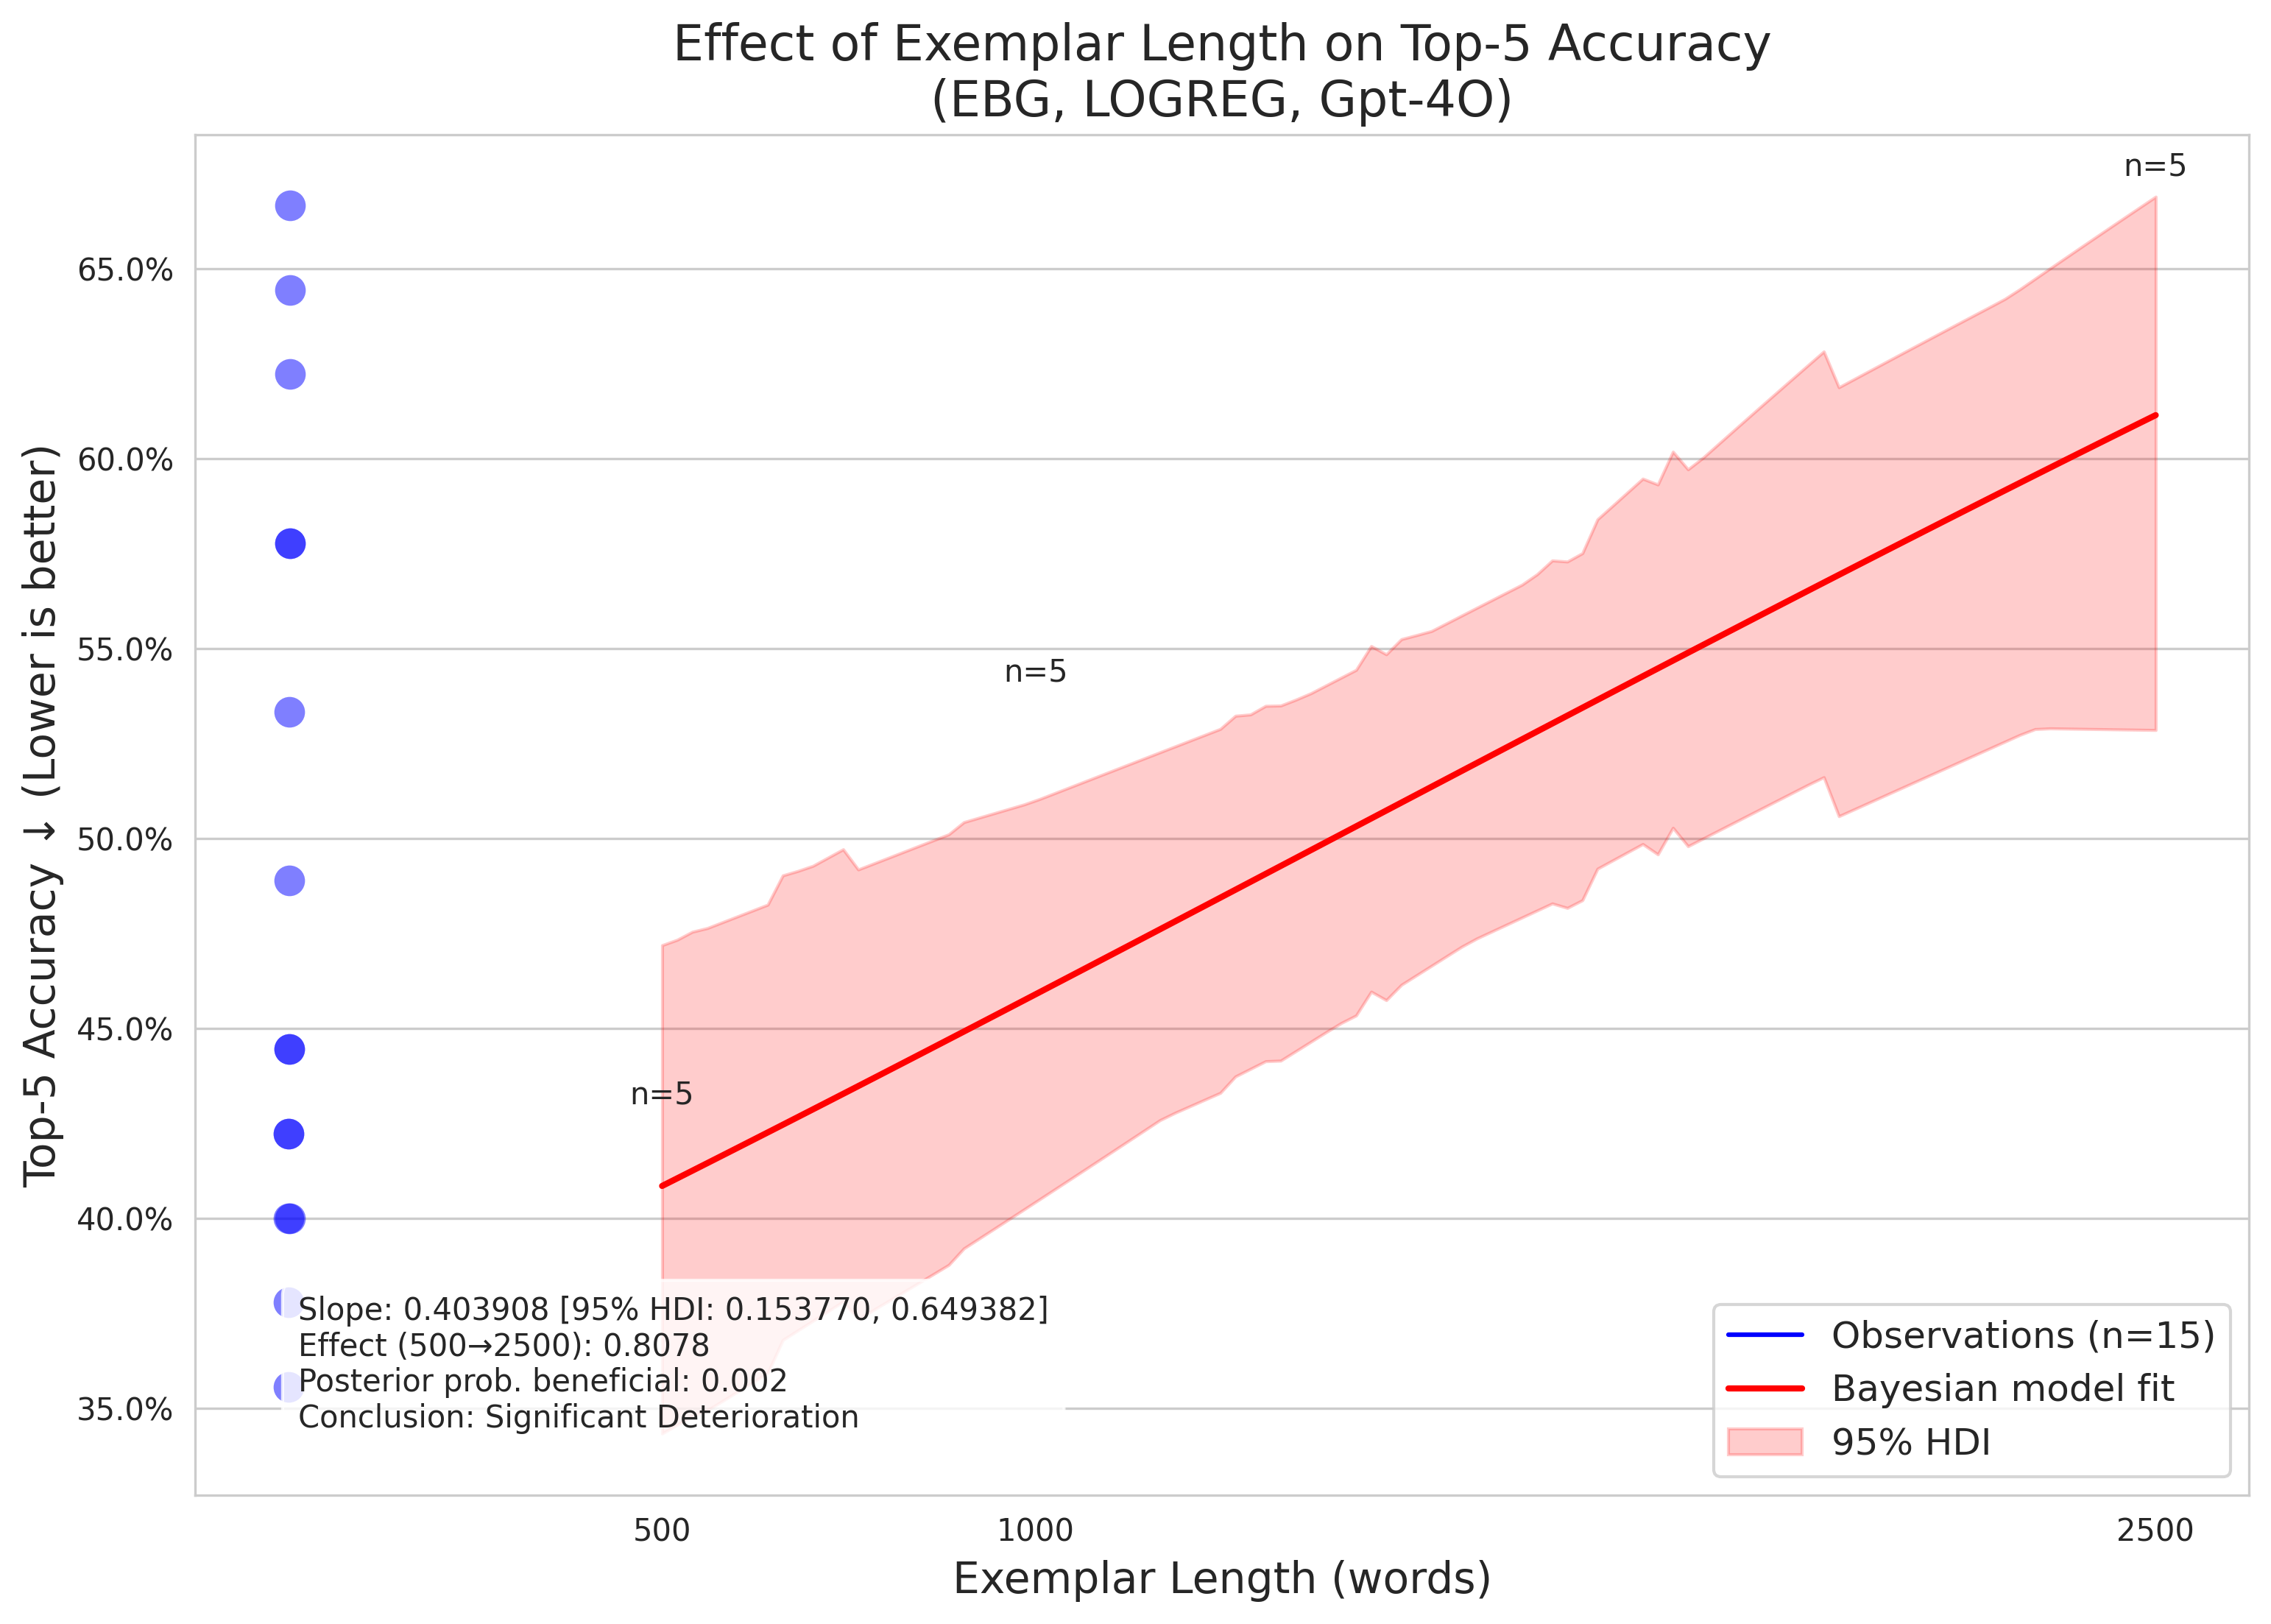 Effect of Exemplar Length on Top-5 Accuracy
(EBG, LOGREG, Gpt-4O)
Top-5 Accuracy ↓ (Lower is better)
65.0%
60.0%
55.0%
50.0%
45.0%
40.0%
35.0%
n=5
n=5
n=5
Slope: 0.403908 [95% HDI: 0.153770, 0.649382]
Effect (500→2500): 0.8078
Posterior prob. beneficial: 0.002
Conclusion: Significant Deterioration
Observations (n=15)
Bayesian model fit
95% HDI
500
1000
2500
Exemplar Length (words)